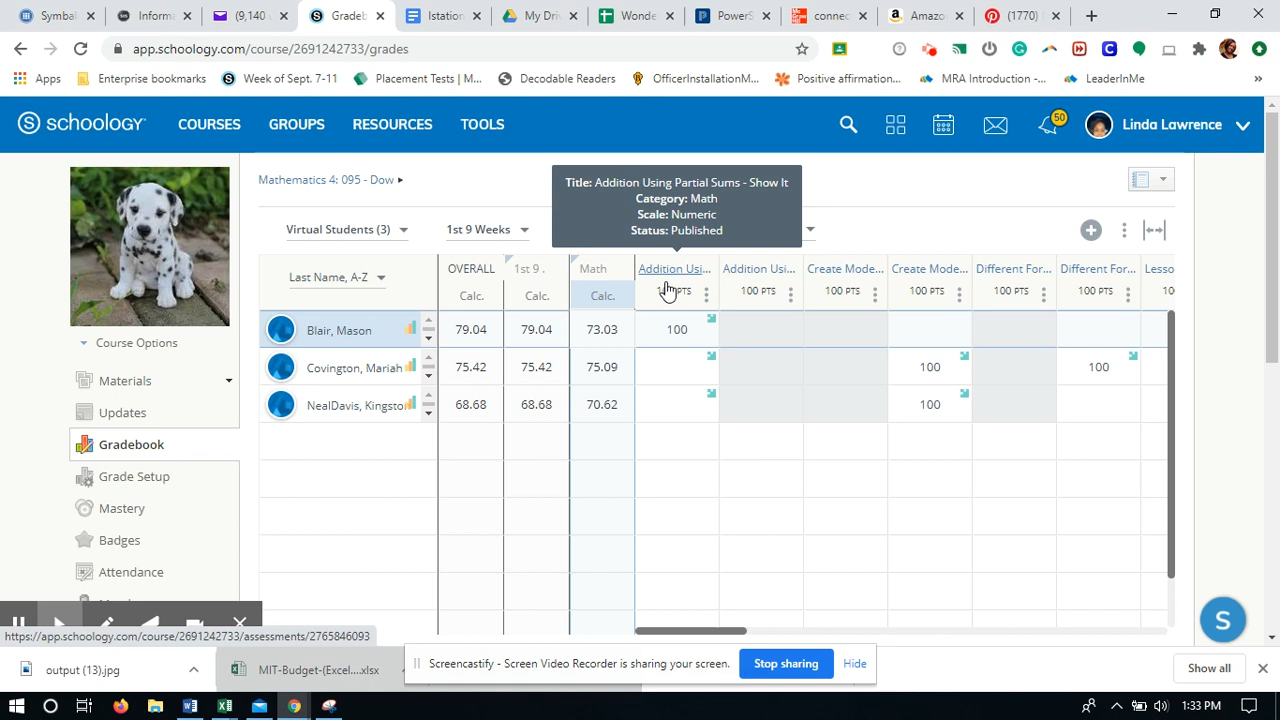 Symbal
Informa
(9,140
Gradeb
Istation
My Driv
Wonde
PowerS
connec
Amazo
(1770)
app.schoology.com/course/2691242733/grades
Apps
Enterprise bookmarks
Week of Sept. 7-11
Placement Tests | M...
Decodable Readers
OfficerInstallationM...
Positive affirmation...
MRA Introduction -...
LeaderInMe
»
S schoology
COURSES
GROUPS
RESOURCES
TOOLS
50
Linda Lawrence
Mathematics 4: 095 - Dow
Title: Addition Using Partial Sums - Show It
Category: Math
Scale: Numeric
Status: Published
Virtual Students (3)
1st 9 Weeks
Last Name, A-Z
OVERALL
1st 9 .
Math
Addition Usi...
Addition Usi...
Create Mode...
Create Mode...
Different For...
Different For...
Lesso
Calc.
Calc.
Calc.
100 PTS
100 PTS
100 PTS
100 PTS
100 PTS
100 PTS
10
Blair, Mason
79.04
79.04
73.03
100
Covington, Mariah
75.42
75.42
75.09
100
100
NealDavis, Kingsto
68.68
68.68
70.62
100
Course Options
Materials
Updates
Gradebook
Grade Setup
Mastery
Badges
Attendance
https://app.schoology.com/course/2691242733/assessments/2765846093
S
Screencastify - Screen Video Recorder is sharing your screen.
Stop sharing
Hide
output (13).jpg
MIT-Budget-(Excel....xlsx
Show all
1:33 PM